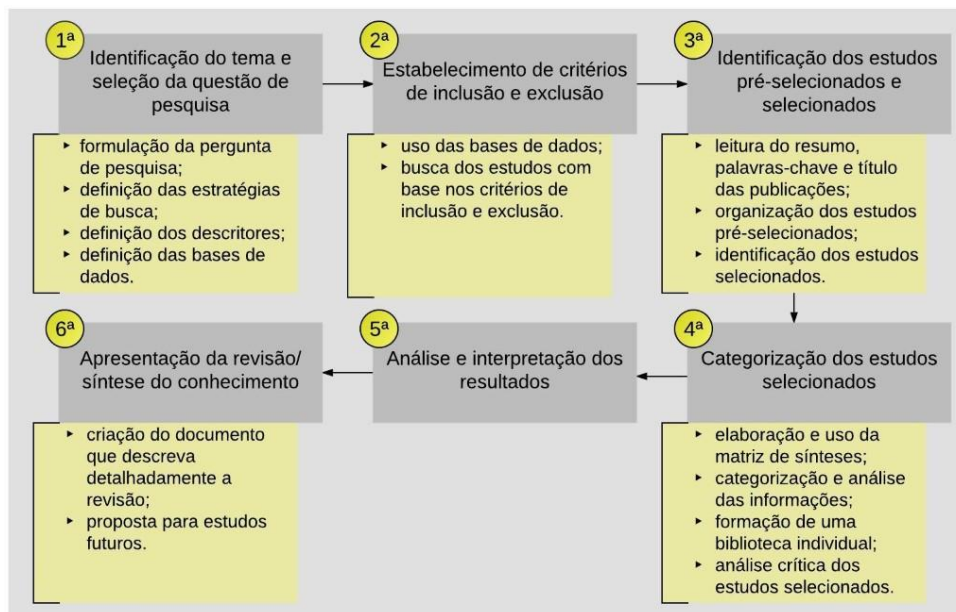 1ª
Identificação do tema e
seleção da questão de
pesquisa
‣ formulação da pergunta
de pesquisa;
‣ definição das estratégias
de busca;
‣ definição dos descritores;
‣ definição das bases de
dados.
2ª
Estabelecimento de critérios
de inclusão e exclusão
‣ uso das bases de dados;
‣ busca dos estudos com
base nos critérios de
inclusão e exclusão.
3ª
Identificação dos estudos
pré-selecionados e
selecionados
‣ leitura do resumo,
palavras-chave e título
das publicações;
‣ organização dos estudos
pré-selecionados;
‣ identificação dos estudos
selecionados.
4ª
Categorização dos estudos
selecionados
‣ elaboração e uso da
matriz de sínteses;
‣ categorização e análise
das informações;
‣ formação de uma
biblioteca individual;
‣ análise crítica dos
estudos selecionados.
5ª
Análise e interpretação dos
resultados
6ª
Apresentação da revisão/
síntese do conhecimento
‣ criação do documento
que descreva
detalhadamente a
revisão;
‣ proposta para estudos
futuros.